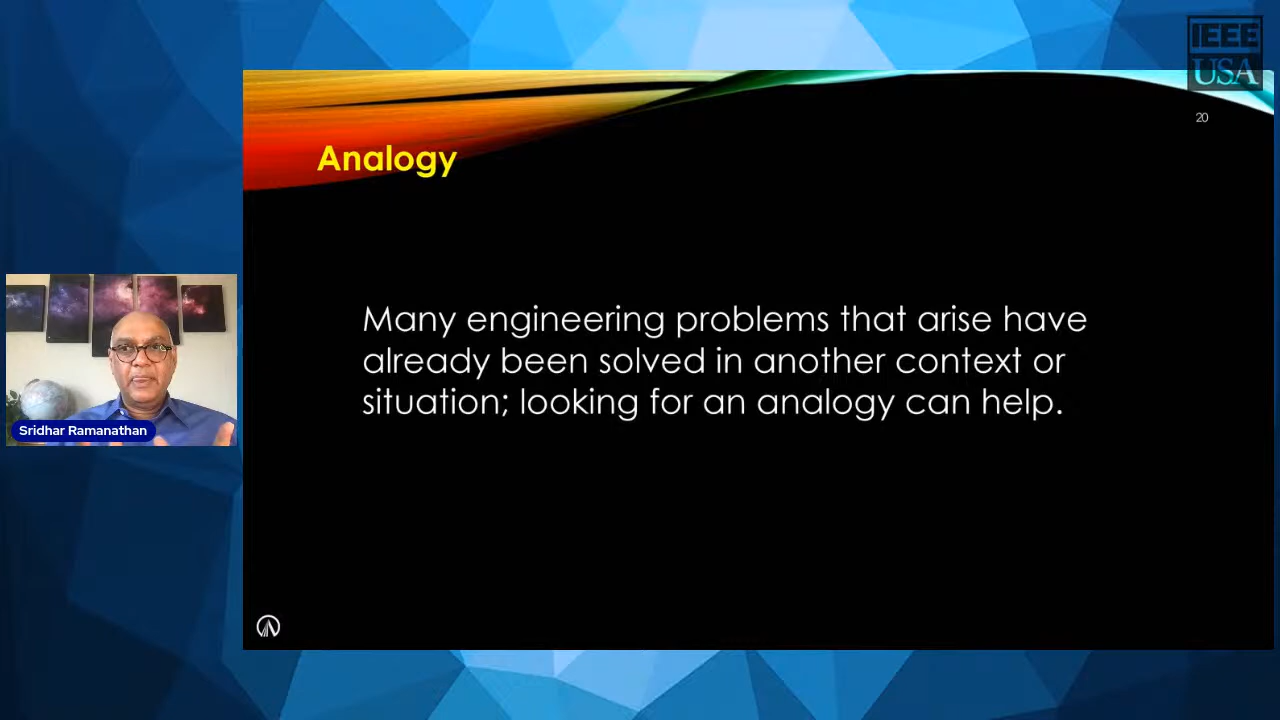 IEEE
USA
20
Analogy
Many engineering problems that arise have
already been solved in another context or
situation; looking for an analogy can help.
Sridhar Ramanathan